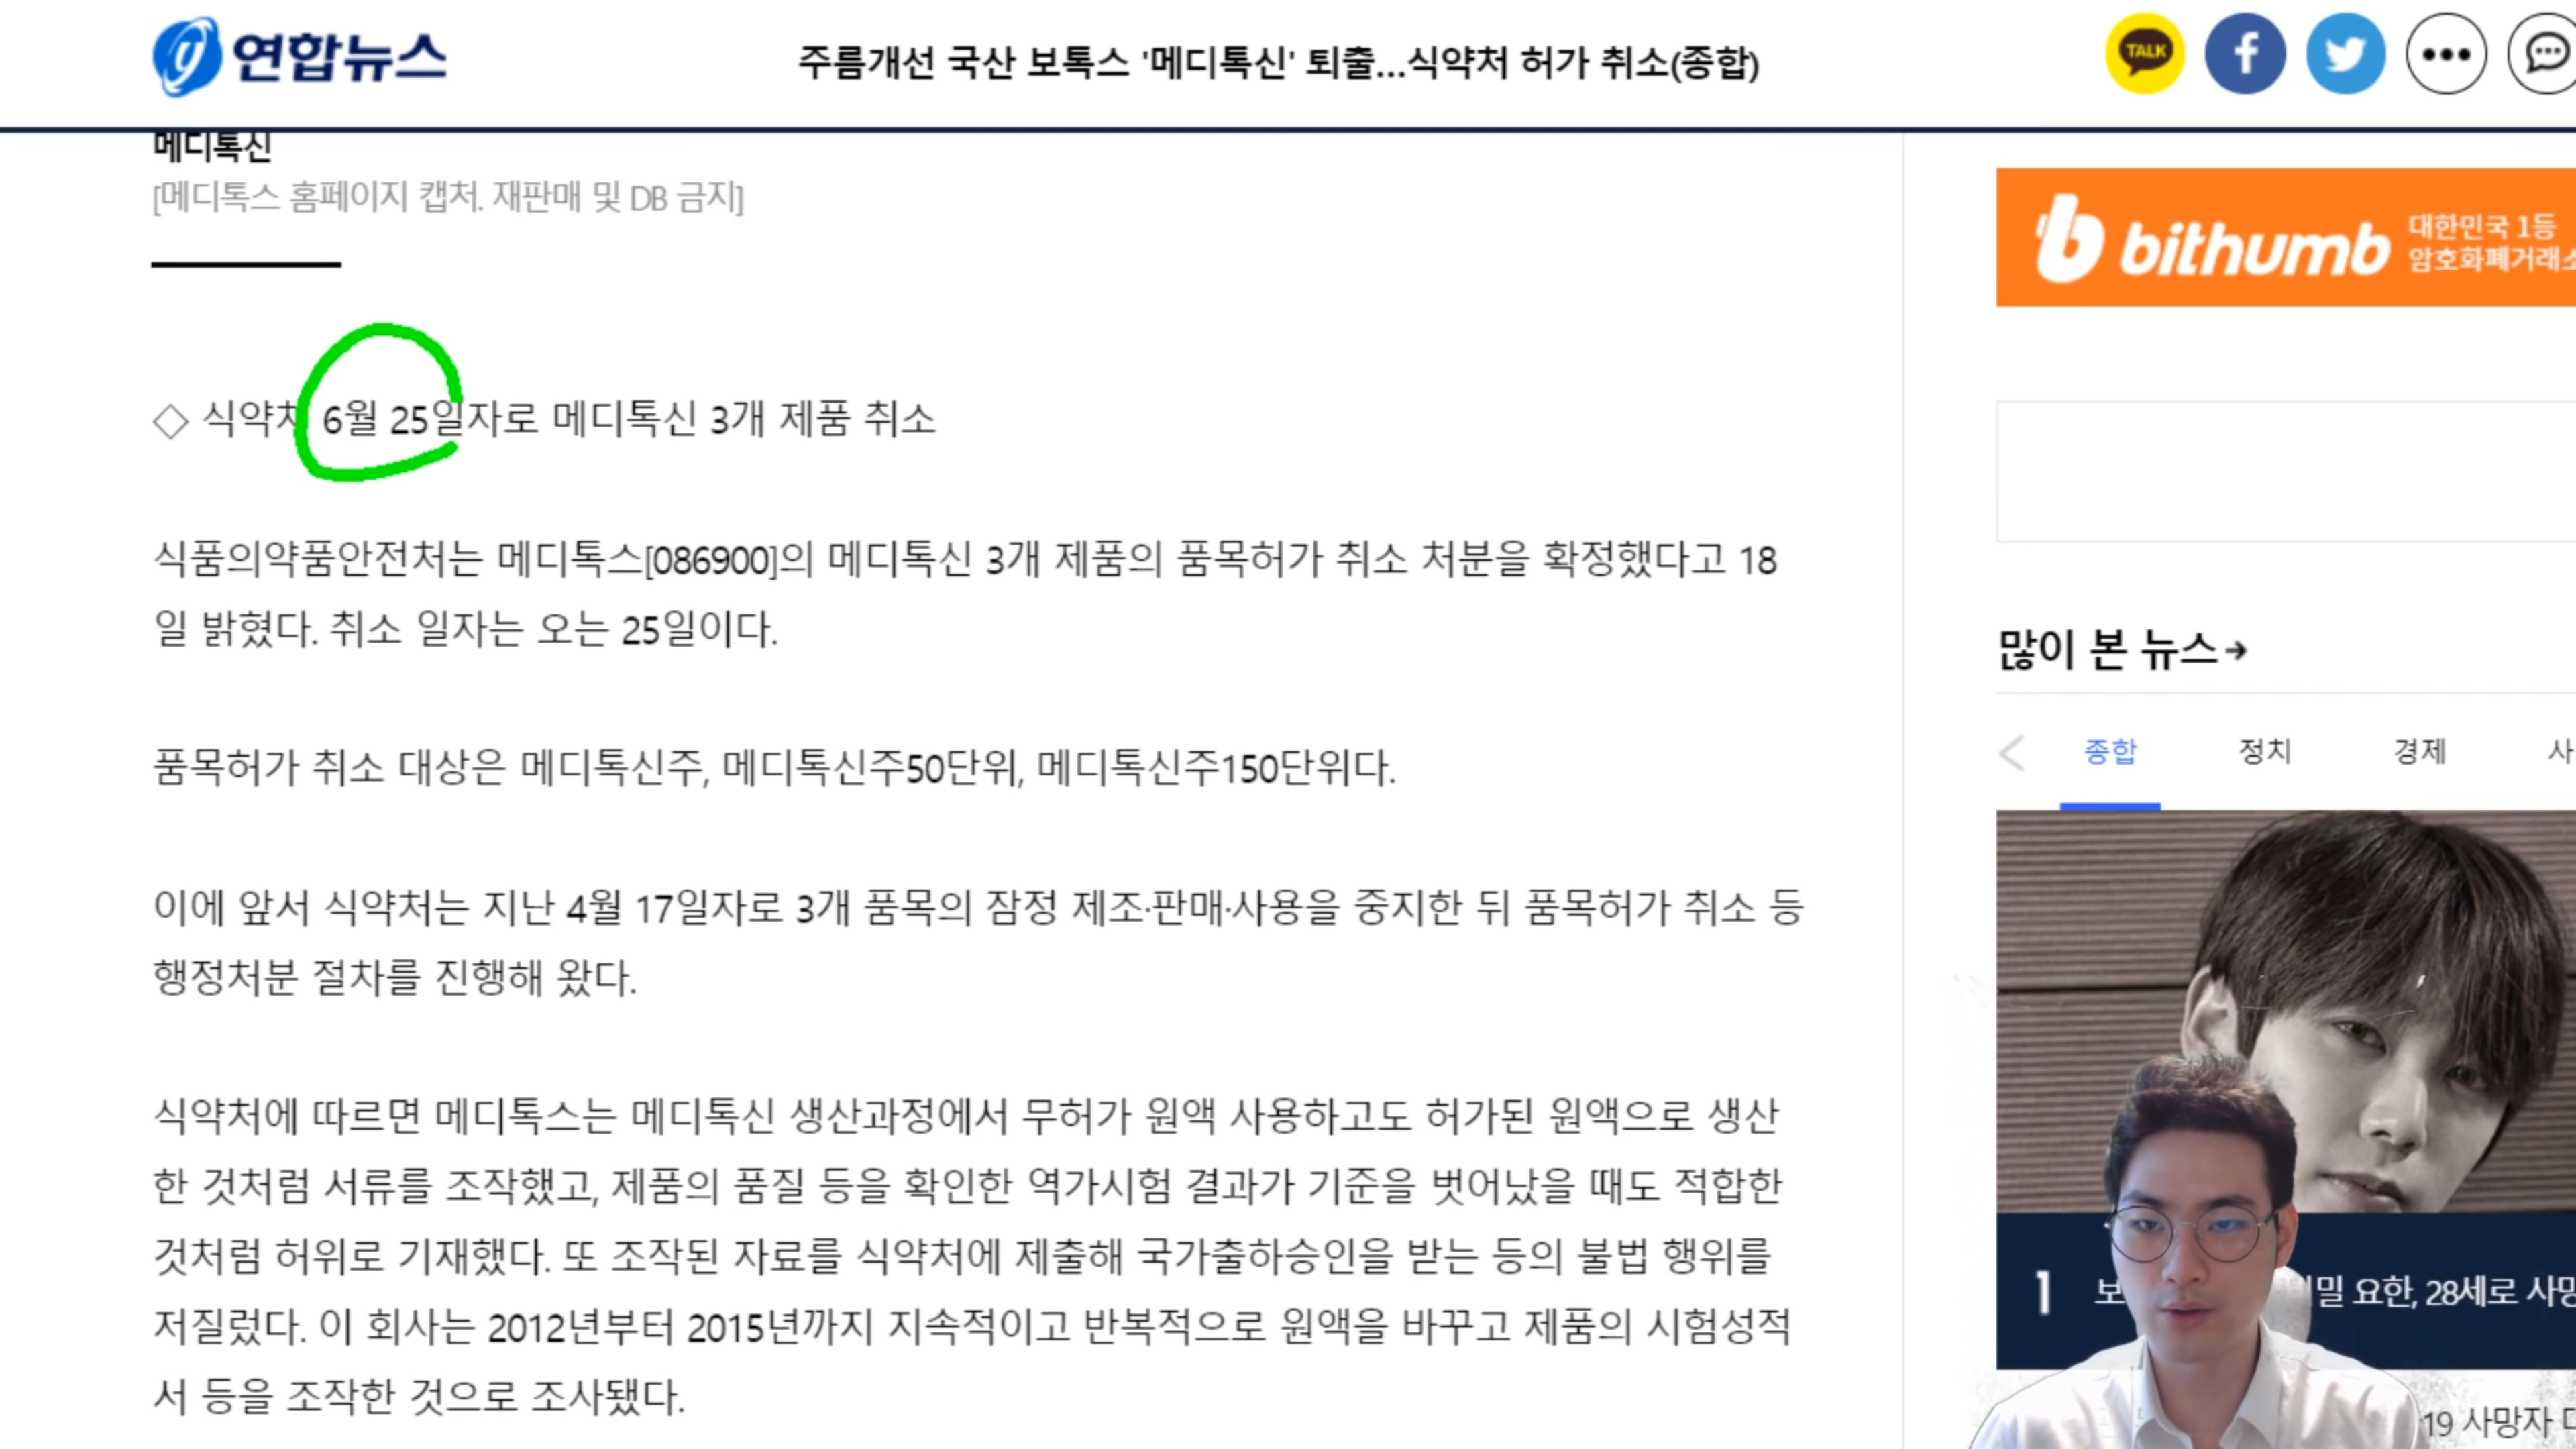 연합뉴스
주름개선 국산 보톡스 '메디톡신' 퇴출...식약처 허가 취소(종합)
TALK
메디톡신
[메디톡스 홈페이지 캡처. 재판매 및 DB 금지]
bithumb
대한민국 1등
암호화폐거래소
◇ 식약처 6월 25일자로 메디톡신 3개 제품 취소
식품의약품안전처는 메디톡스[086900]의 메디톡신 3개 제품의 품목허가 취소 처분을 확정했다고 18
일 밝혔다. 취소 일자는 오는 25일이다.
품목허가 취소 대상은 메디톡신주, 메디톡신주50단위, 메디톡신주150단위다.
이에 앞서 식약처는 지난 4월 17일자로 3개 품목의 잠정 제조·판매·사용을 중지한 뒤 품목허가 취소 등
행정처분 절차를 진행해 왔다.
식약처에 따르면 메디톡스는 메디톡신 생산과정에서 무허가 원액 사용하고도 허가된 원액으로 생산
한 것처럼 서류를 조작했고, 제품의 품질 등을 확인한 역가시험 결과가 기준을 벗어났을 때도 적합한
것처럼 허위로 기재했다. 또 조작된 자료를 식약처에 제출해 국가출하승인을 받는 등의 불법 행위를
저질렀다. 이 회사는 2012년부터 2015년까지 지속적이고 반복적으로 원액을 바꾸고 제품의 시험성적
서 등을 조작한 것으로 조사됐다.
많이 본 뉴스
종합 정치 경제
1 요한, 28세로
19 사망자